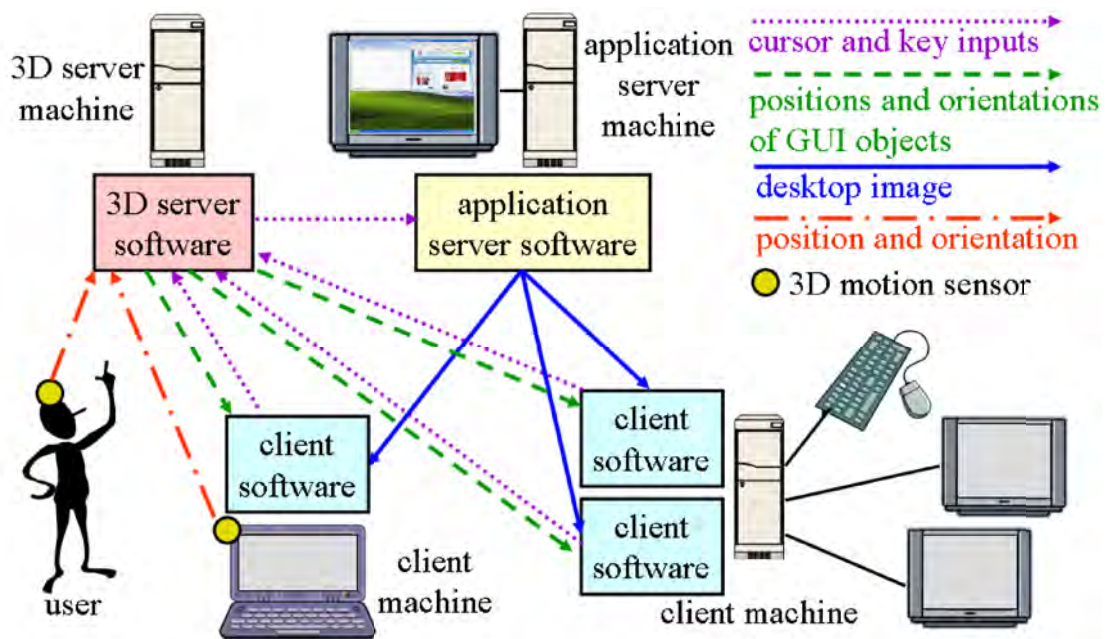 3D server
machine
application
server
machine
cursor and key inputs
positions and orientations
of GUI objects
desktop image
position and orientation
3D motion sensor
3D server
software
application
server software
client
software
client
software
client
software
user
client
machine
client machine